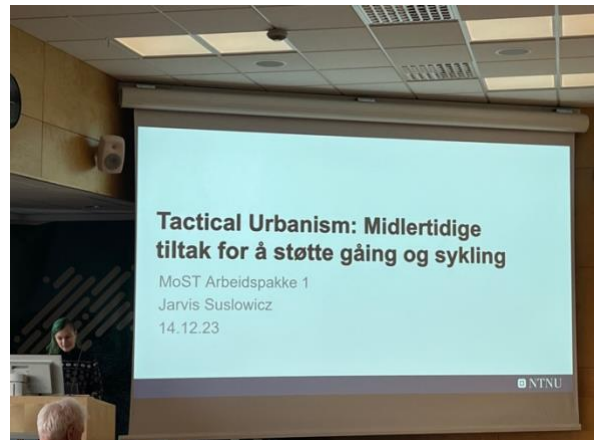 Tactical Urbanism: Midlertidige
tiltak for å støtte gåing og sykling
MoST Arbeidspakke 1
Jarvis Suslowicz
14.12.23
NTNU